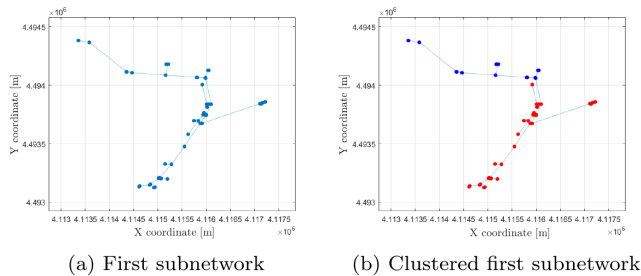 ×10⁶ ×10⁶
4.4945 4.4945
4.494 4.494
4.4935 4.4935
4.493 4.493
Y coordinate [m] Y coordinate [m]
4.113 4.1135 4.114 4.1145 4.115 4.1155 4.116 4.1165 4.117 4.1175 4.113 4.1135 4.114 4.1145 4.115 4.1155 4.116 4.1165 4.117 4.1175
X coordinate [m] ×10⁵ X coordinate [m] ×10⁵
(a) First subnetwork (b) Clustered first subnetwork